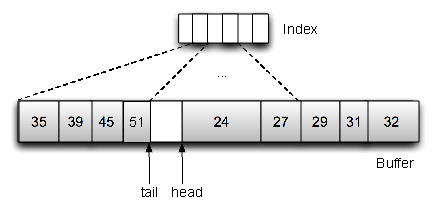 Index
...
35 39 45 51 24 27 29 31 32
Buffer
tail head